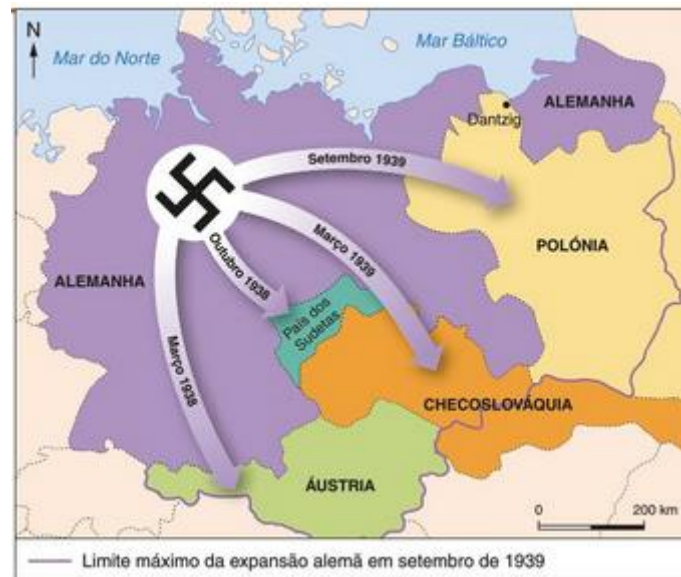 N
Mar do Norte
Mar Báltico
ALEMANHA
Dantzig
Setembro 1939
POLÓNIA
Março 1939
Outubro 1938
ALEMANHA
País dos
Sudetas
Março 1938
CHECOSLOVÁQUIA
ÁUSTRIA
0 200 km
Limite máximo da expansão alemã em setembro de 1939